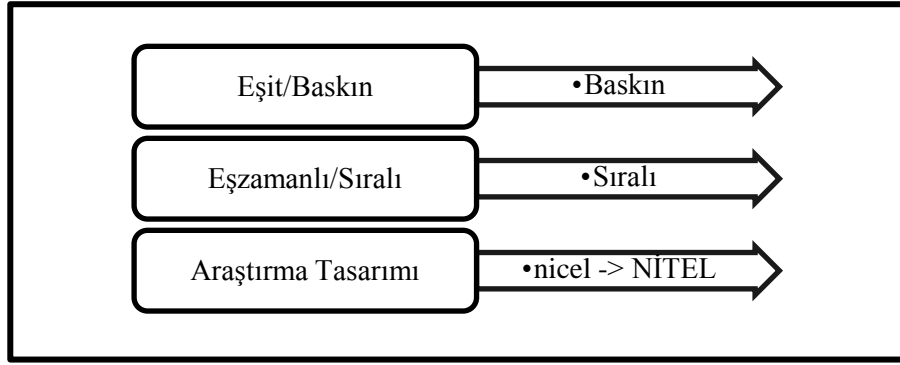 Eşit/Baskın
•Baskın
Eşzamanlı/Sıralı
•Sıralı
Araştırma Tasarımı
•nicel -> NİTEL